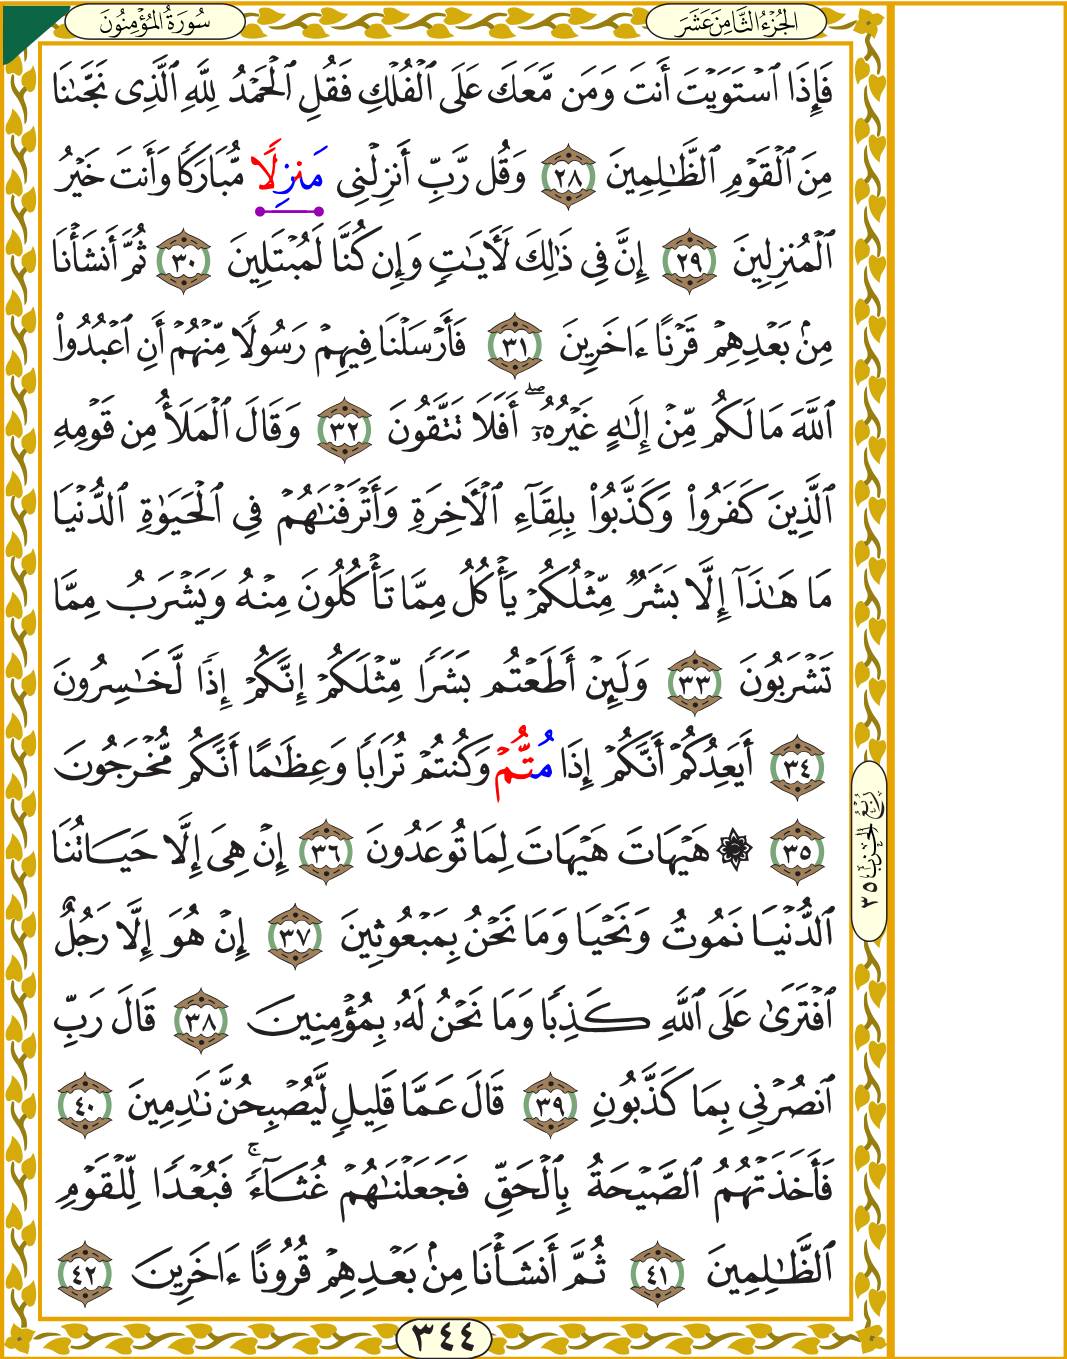 الجُزْءُ الثَّامِنَ عَشَرَ
سُورَةُ المُؤْمِنُونَ
فَإِذَا ٱسْتَوَيْتَ أَنتَ وَمَن مَّعَكَ عَلَى ٱلْفُلْكِ فَقُلِ ٱلْحَمْدُ لِلَّهِ ٱلَّذِى نَجَّىٰنَا
مِنَ ٱلْقَوْمِ ٱلظَّـٰلِمِينَ ٢٨ وَقُل رَّبِّ أَنزِلْنِى مَنزِلًا مُّبَارَكًا وَأَنتَ خَيْرُ
ٱلْمُنزِلِينَ ٢٩ إِنَّ فِى ذَٰلِكَ لَـَٔايَـٰتٍ وَإِن كُنَّا لَمُبْتَلِينَ ٣٠ ثُمَّ أَنشَأْنَا
مِنۢ بَعْدِهِمْ قَرْنًا ءَاخَرِينَ ٣١ فَأَرْسَلْنَا فِيهِمْ رَسُولًا مِّنْهُمْ أَنِ ٱعْبُدُوا۟
ٱللَّهَ مَا لَكُم مِّنْ إِلَـٰهٍ غَيْرُهُۥٓ ۖ أَفَلَا تَتَّقُونَ ٣٢ وَقَالَ ٱلْمَلَأُ مِن قَوْمِهِ
ٱلَّذِينَ كَفَرُوا۟ وَكَذَّبُوا۟ بِلِقَآءِ ٱلْـَٔاخِرَةِ وَأَتْرَفْنَـٰهُمْ فِى ٱلْحَيَوٰةِ ٱلدُّنْيَا
مَا هَـٰذَآ إِلَّا بَشَرٌ مِّثْلُكُمْ يَأْكُلُ مِمَّا تَأْكُلُونَ مِنْهُ وَيَشْرَبُ مِمَّا
تَشْرَبُونَ ٣٣ وَلَئِنْ أَطَعْتُم بَشَرًا مِّثْلَكُمْ إِنَّكُمْ إِذًا لَّخَـٰسِرُونَ
٣٤ أَيَعِدُكُمْ أَنَّكُمْ إِذَا مُتُّمْ وَكُنتُمْ تُرَابًا وَعِظَـٰمًا أَنَّكُم مُّخْرَجُونَ
٣٥ ۞ هَيْهَاتَ هَيْهَاتَ لِمَا تُوعَدُونَ ٣٦ إِنْ هِىَ إِلَّا حَيَاتُنَا
ٱلدُّنْيَا نَمُوتُ وَنَحْيَا وَمَا نَحْنُ بِمَبْعُوثِينَ ٣٧ إِنْ هُوَ إِلَّا رَجُلٌ
ٱفْتَرَىٰ عَلَى ٱللَّهِ كَذِبًا وَمَا نَحْنُ لَهُۥ بِمُؤْمِنِينَ ٣٨ قَالَ رَبِّ
ٱنصُرْنِى بِمَا كَذَّبُونِ ٣٩ قَالَ عَمَّا قَلِيلٍ لَّيُصْبِحُنَّ نَـٰدِمِينَ ٤٠
فَأَخَذَتْهُمُ ٱلصَّيْحَةُ بِٱلْحَقِّ فَجَعَلْنَـٰهُمْ غُثَآءً ۚ فَبُعْدًا لِّلْقَوْمِ
ٱلظَّـٰلِمِينَ ٤١ ثُمَّ أَنشَأْنَا مِنۢ بَعْدِهِمْ قُرُونًا ءَاخَرِينَ ٤٢
رُبْعُ الحِزْب ٣٥
٣٤٤